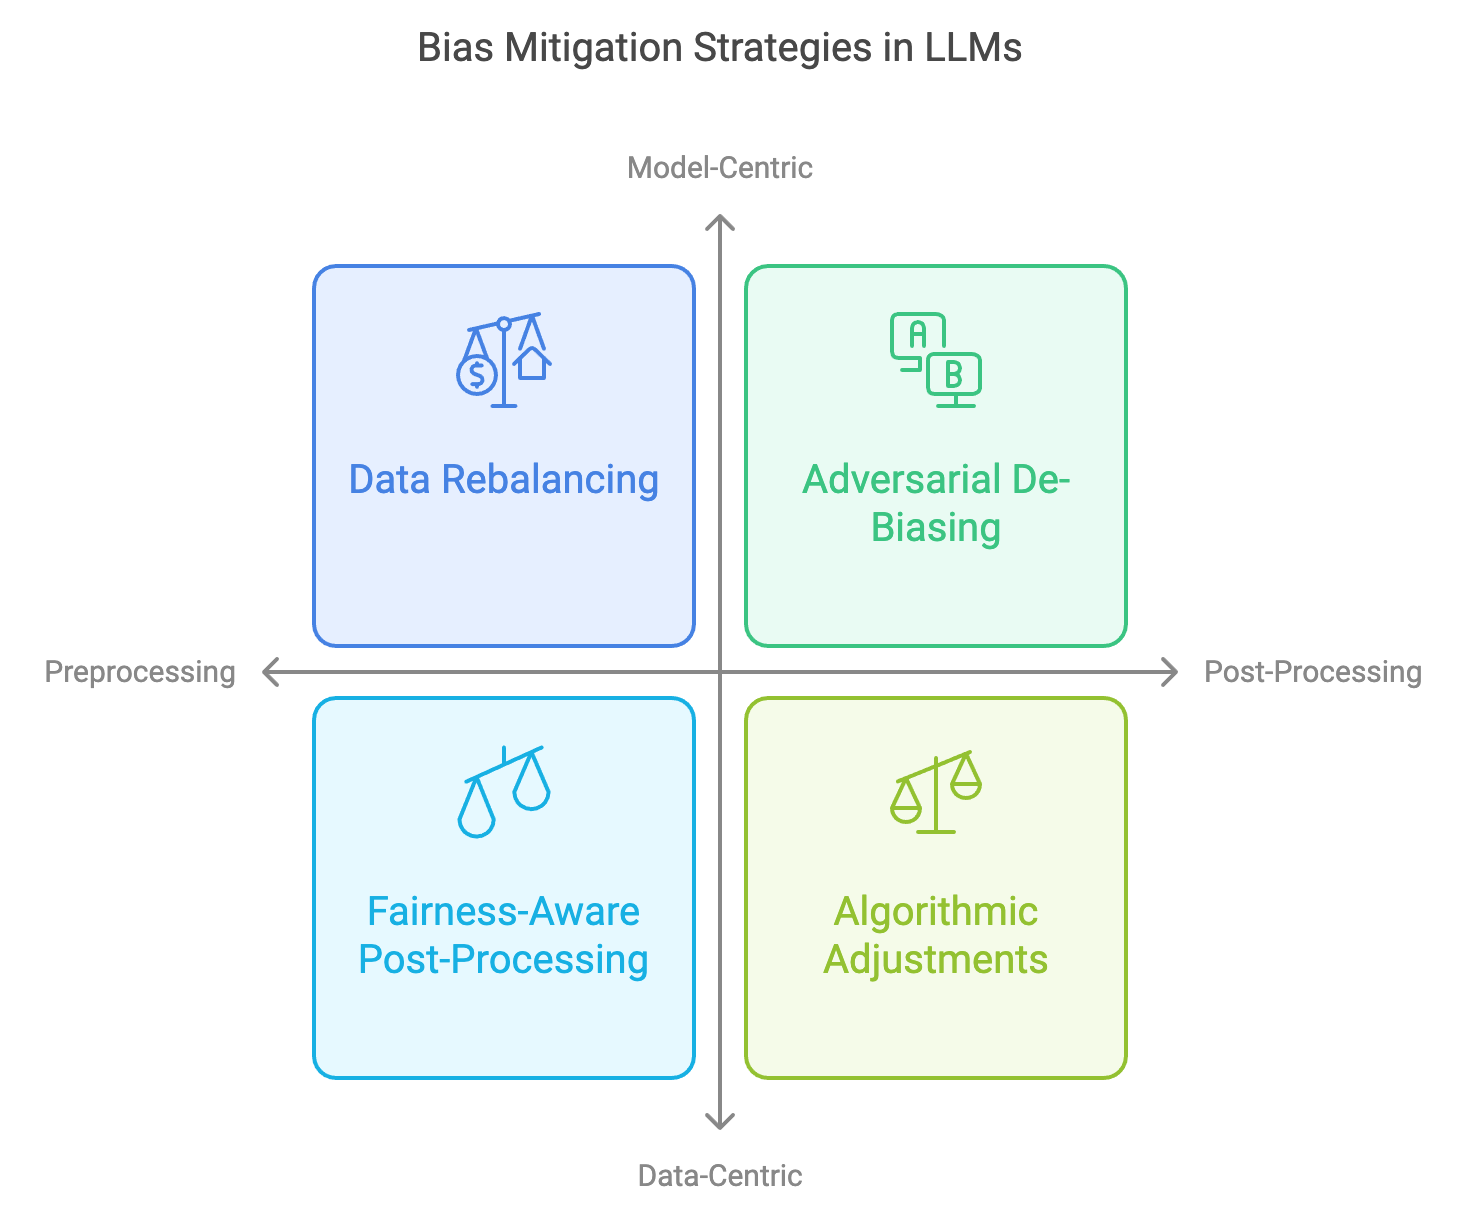 Bias Mitigation Strategies in LLMs
Model-Centric
$
A
B
Data Rebalancing
Adversarial De-
Biasing
Preprocessing
Post-Processing
Fairness-Aware
Post-Processing
Algorithmic
Adjustments
Data-Centric